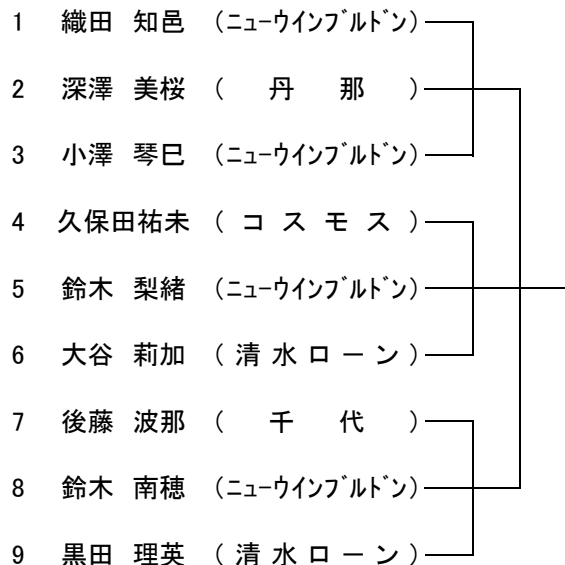 1 織田 知邑 (ニューウインブルドン)
2 深澤 美桜 ( 丹 那 )
3 小澤 琴巳 (ニューウインブルドン)
4 久保田祐未 ( コ ス モ ス )
5 鈴木 梨緒 (ニューウインブルドン)
6 大谷 莉加 ( 清 水 ロ ー ン )
7 後藤 波那 ( 千 代 )
8 鈴木 南穂 (ニューウインブルドン)
9 黒田 理英 ( 清 水 ロ ー ン )